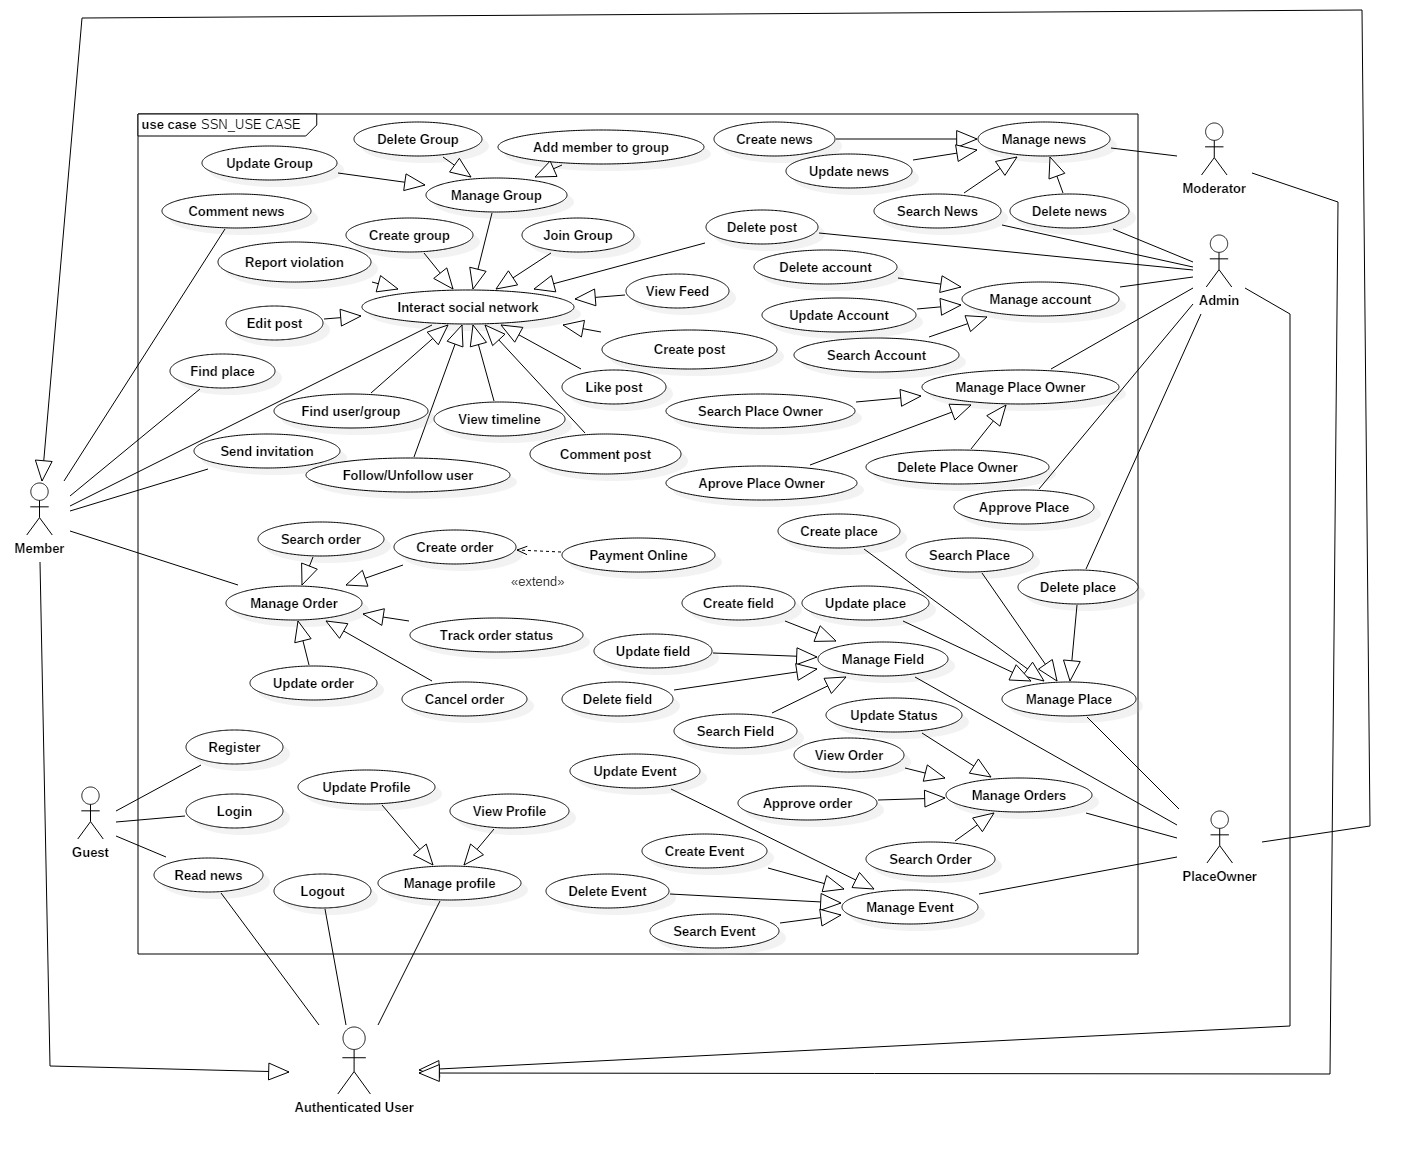 use case SSN_USE CASE
Delete Group
Add member to group
Create news
Manage news
Update Group
Update news
Moderator
Manage Group
Comment news
Search News
Delete news
Create group
Join Group
Delete post
Report violation
Delete account
View Feed
Manage account
Admin
Interact social network
Edit post
Update Account
Create post
Search Account
Find place
Like post
Manage Place Owner
Find user/group
View timeline
Search Place Owner
Send invitation
Comment post
Delete Place Owner
Follow/Unfollow user
Aprove Place Owner
Approve Place
Member
Search order
Create order
Payment Online
Create place
Search Place
«extend»
Delete place
Manage Order
Create field
Update place
Track order status
Update field
Manage Field
Update order
Cancel order
Delete field
Manage Place
Search Field
Update Status
Register
View Order
Update Event
Update Profile
View Profile
Approve order
Manage Orders
Login
Guest
Create Event
Search Order
PlaceOwner
Read news
Logout
Manage profile
Delete Event
Manage Event
Search Event
Authenticated User